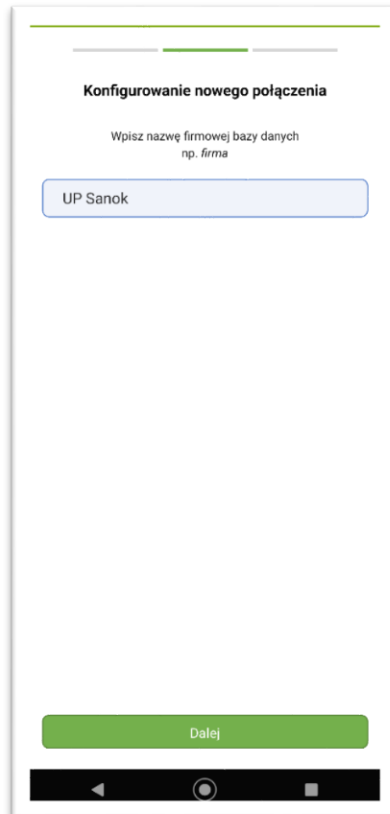 Konfigurowanie nowego połączenia
Wpisz nazwę firmowej bazy danych
np. firma
UP Sanok
Dalej